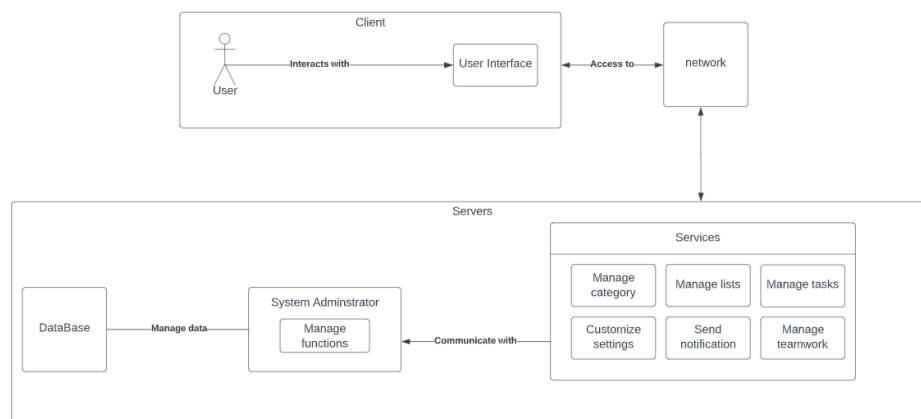 Client
Interacts with
User Interface
Access to
network
User
Servers
Services
Manage
category
Manage lists
Manage tasks
System Adminstrator
DataBase
Manage data
Manage
functions
Communicate with
Customize
settings
Send
notification
Manage
teamwork